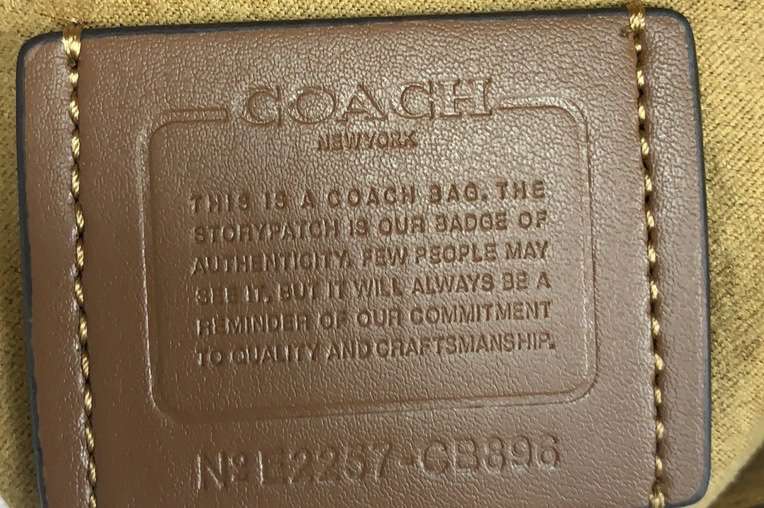 COACH
NEW YORK
THIS IS A COACH BAG. THE
STORYPATCH IS OUR BADGE OF
AUTHENTICITY. FEW PEOPLE MAY
SEE IT, BUT IT WILL ALWAYS BE A
REMINDER OF OUR COMMITMENT
TO QUALITY AND CRAFTSMANSHIP.
Nº E2257-CB896